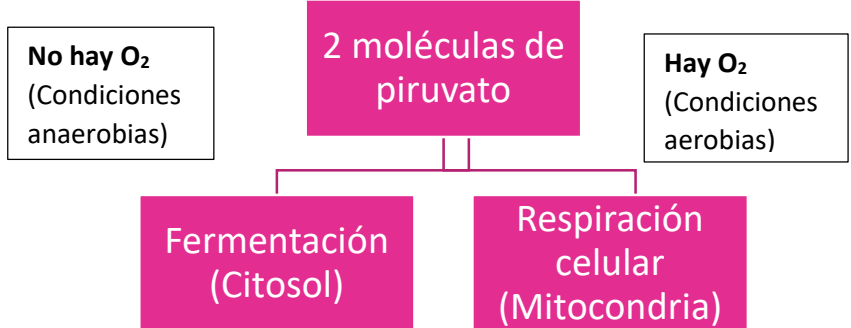 No hay O₂
(Condiciones
anaerobias)
2 moléculas de
piruvato
Hay O₂
(Condiciones
aerobias)
Fermentación
(Citosol)
Respiración
celular
(Mitocondria)